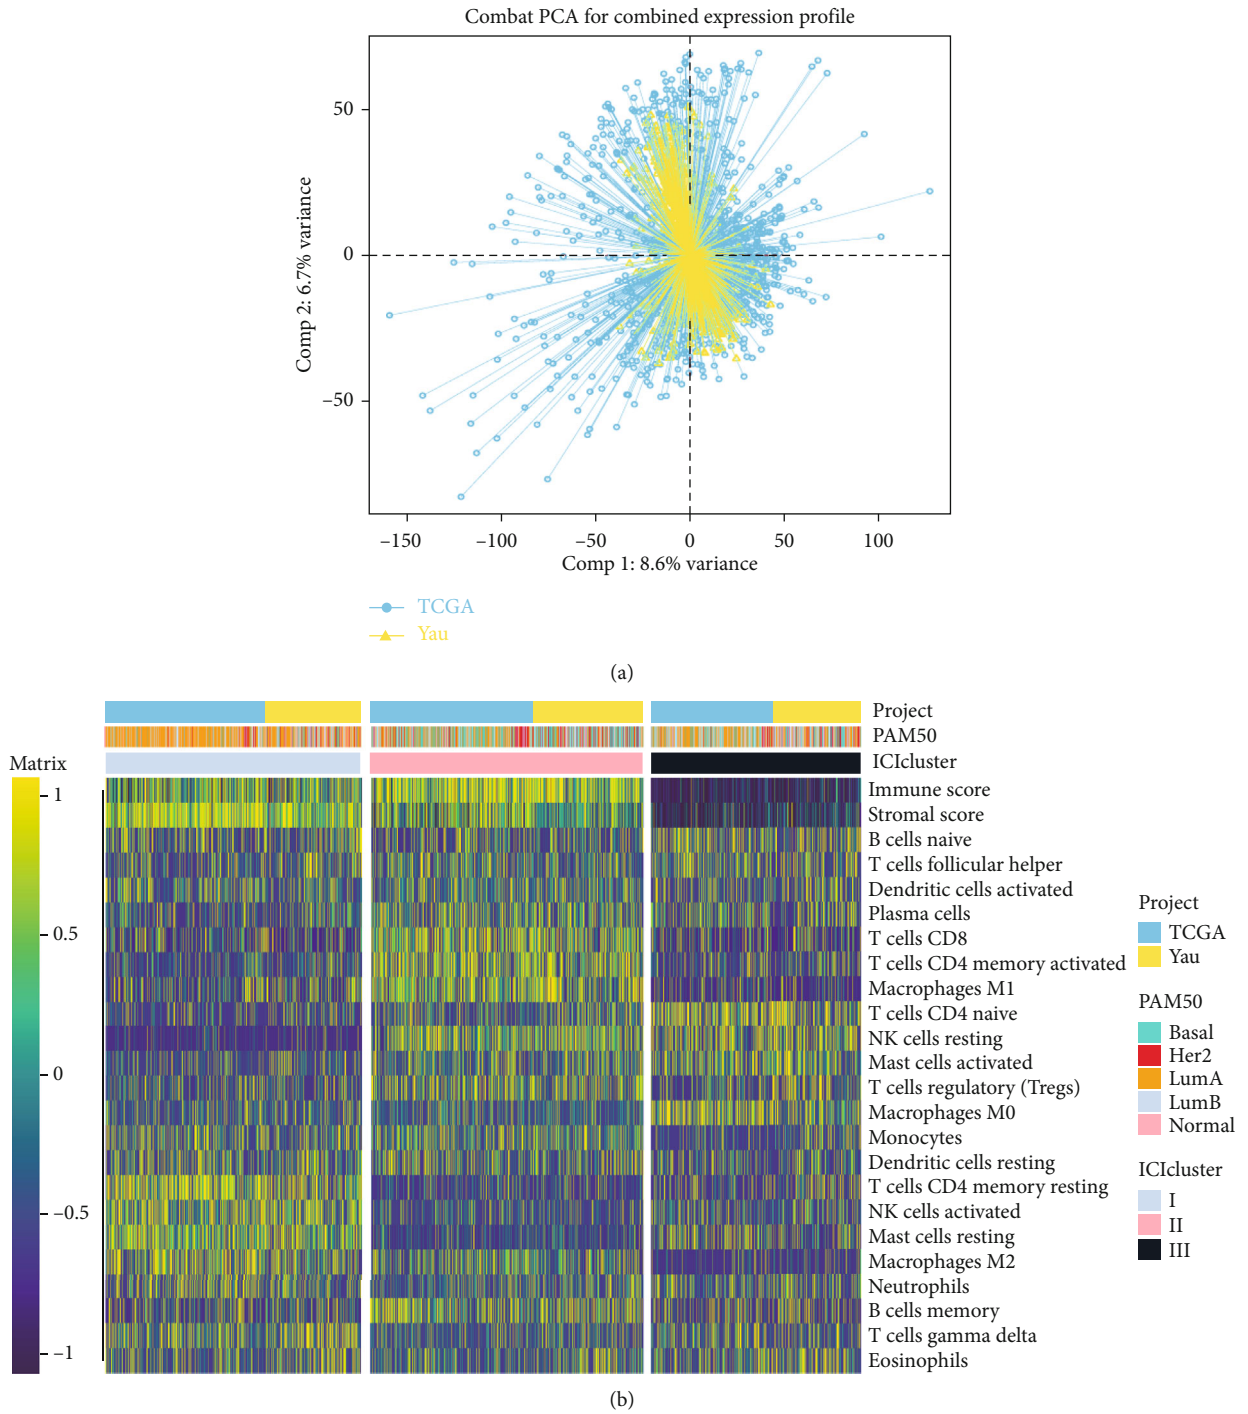 Combat PCA for combined expression profile
50
0
–50
Comp 2: 6.7% variance
–150
–100
–50
0
50
100
Comp 1: 8.6% variance
TCGA
Yau
(a)
Project
PAM50
ICIcluster
Matrix
1
0.5
0
–0.5
–1
Immune score
Stromal score
B cells naive
T cells follicular helper
Dendritic cells activated
Plasma cells
T cells CD8
T cells CD4 memory activated
Macrophages M1
T cells CD4 naive
NK cells resting
Mast cells activated
T cells regulatory (Tregs)
Macrophages M0
Monocytes
Dendritic cells resting
T cells CD4 memory resting
NK cells activated
Mast cells resting
Macrophages M2
Neutrophils
B cells memory
T cells gamma delta
Eosinophils
Project
TCGA
Yau
PAM50
Basal
Her2
LumA
LumB
Normal
ICIcluster
I
II
III
(b)